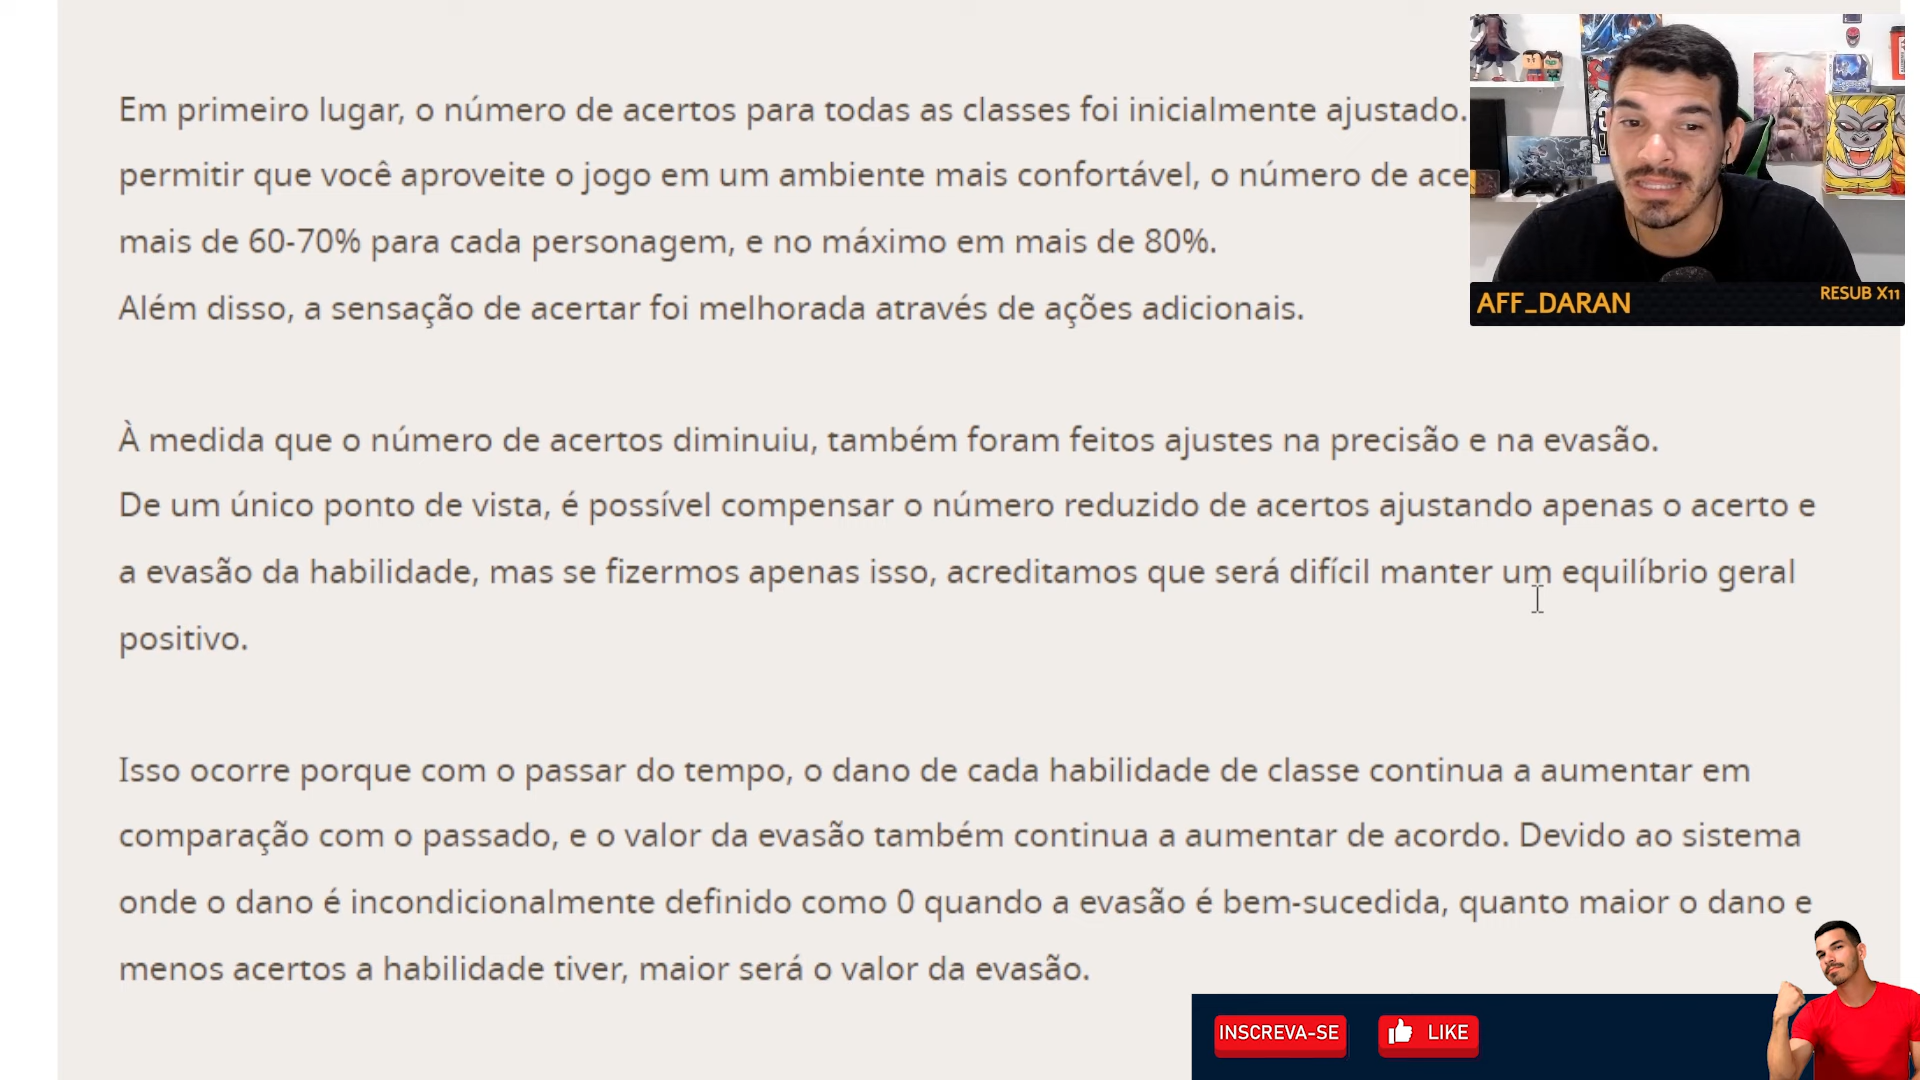 Em primeiro lugar, o número de acertos para todas as classes foi inicialmente ajustado.
permitir que você aproveite o jogo em um ambiente mais confortável, o número de ace
mais de 60-70% para cada personagem, e no máximo em mais de 80%.
Além disso, a sensação de acertar foi melhorada através de ações adicionais.
AFF_DARAN
RESUB X11
À medida que o número de acertos diminuiu, também foram feitos ajustes na precisão e na evasão.
De um único ponto de vista, é possível compensar o número reduzido de acertos ajustando apenas o acerto e
a evasão da habilidade, mas se fizermos apenas isso, acreditamos que será difícil manter um equilíbrio geral
positivo.
Isso ocorre porque com o passar do tempo, o dano de cada habilidade de classe continua a aumentar em
comparação com o passado, e o valor da evasão também continua a aumentar de acordo. Devido ao sistema
onde o dano é incondicionalmente definido como 0 quando a evasão é bem-sucedida, quanto maior o dano e
menos acertos a habilidade tiver, maior será o valor da evasão.
INSCREVA-SE
LIKE